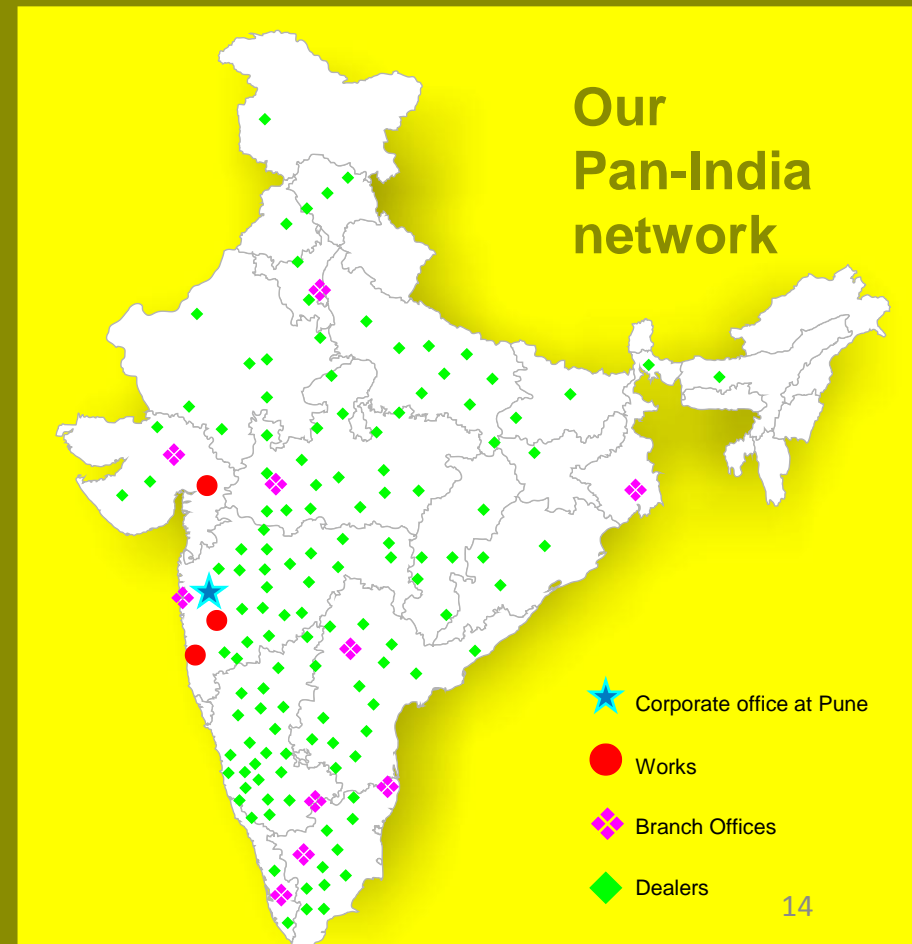 Our
Pan-India
network
Corporate office at Pune
Works
Branch Offices
Dealers
14